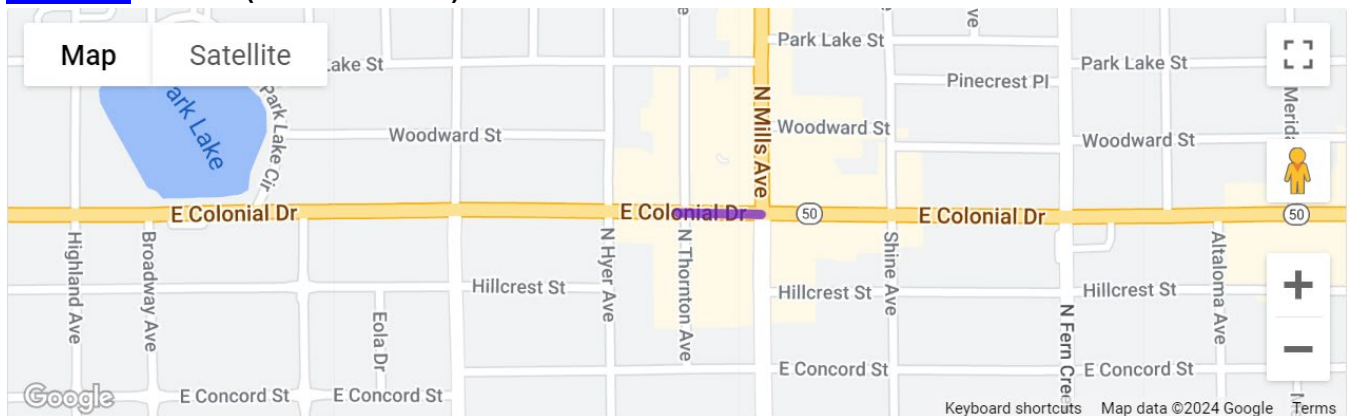 Map
Satellite
Lake St
Park Lake St
Park Lake St
Pinecrest Pl
Park Lake
Park Lake Cir
Woodward St
Woodward St
Woodward St
N Mills Ave
Merid
E Colonial Dr
E Colonial Dr
50
E Colonial Dr
50
Highland Ave
Broadway Ave
N Hyer Ave
N Thornton Ave
Shine Ave
Altaloma Ave
Hillcrest St
Hillcrest St
Hillcrest St
Eola Dr
N Fern Cree
E Concord St
E Concord St
E Concord St
E Concord St
Google
Keyboard shortcuts
Map data ©2024 Google
Terms